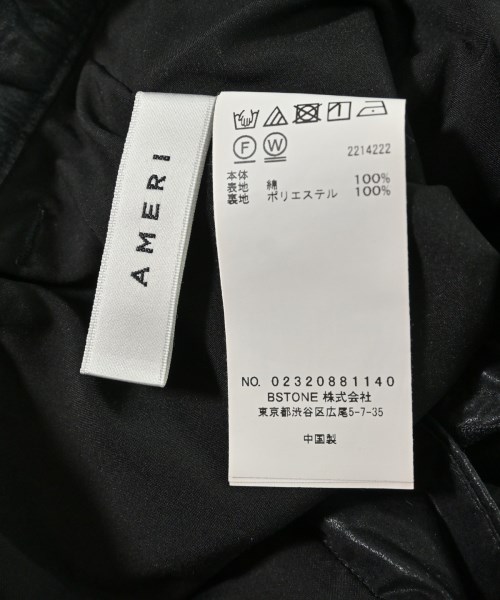 AMERI
F W
2214222
本体
表地 綿 100%
裏地 ポリエステル 100%
NO. 02320881140
BSTONE 株式会社
東京都渋谷区広尾5-7-35
中国製